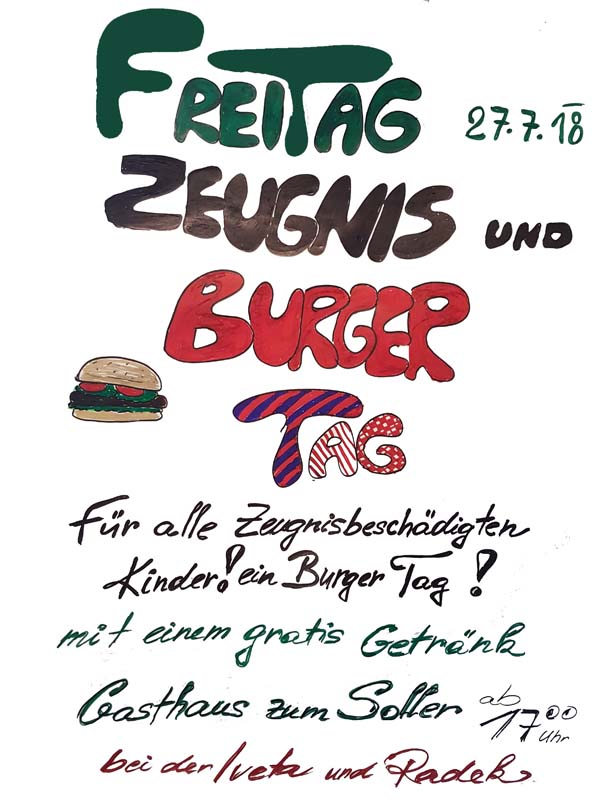 FREITAG 27.7.18
ZEUGNIS UND
BURGER
TAG
Für alle Zeugnisbeschädigten
Kinder! ein Burger Tag!
mit einem gratis Getränk
Gasthaus zum Soller ab 17⁰⁰ Uhr
bei der Iveta und Radek